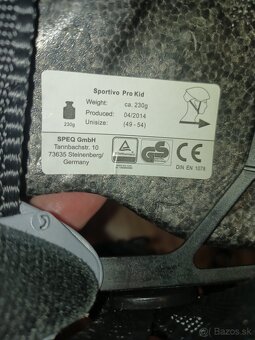 Sportivo Pro Kid
Weight: ca. 230g
Produced: 04/2014
Unisize: (49 - 54)
230g
SPEQ GmbH
Tannbachstr. 10
73635 Steinenberg/
Germany
GS
CE
DIN EN 1078
sbazos.sk